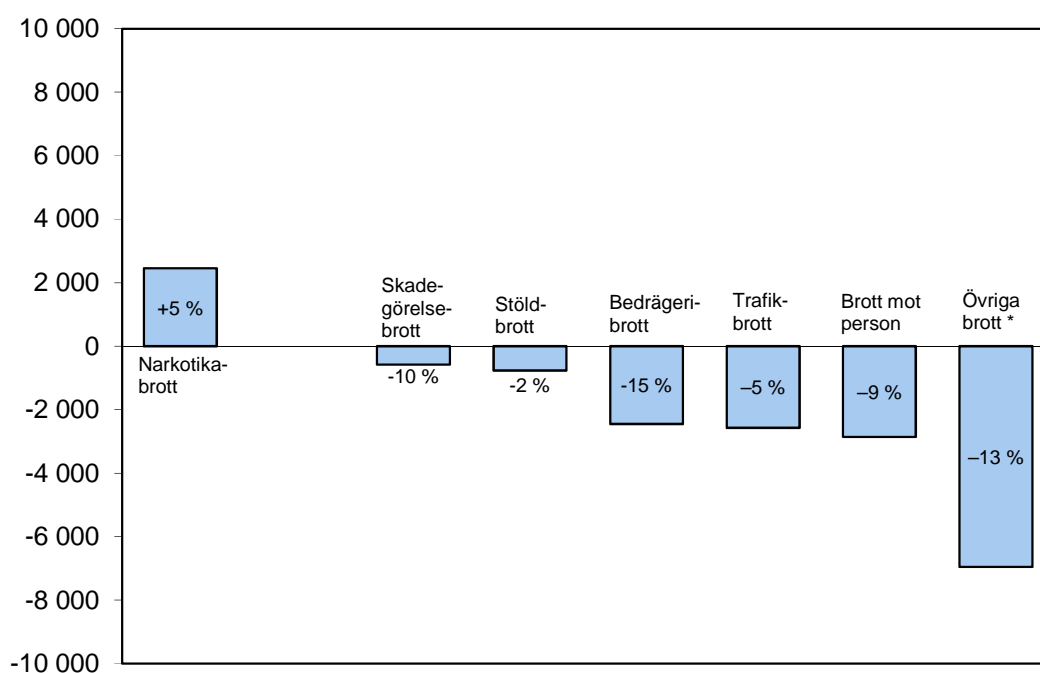 10 000
8 000
6 000
4 000
2 000
0
-2 000
-4 000
-6 000
-8 000
-10 000
+5 %
Narkotika-
brott
Skade-
görelse-
brott
-10 %
Stöld-
brott
-2 %
Bedrägeri-
brott
-15 %
Trafik-
brott
–5 %
Brott mot
person
–9 %
Övriga
brott *
–13 %